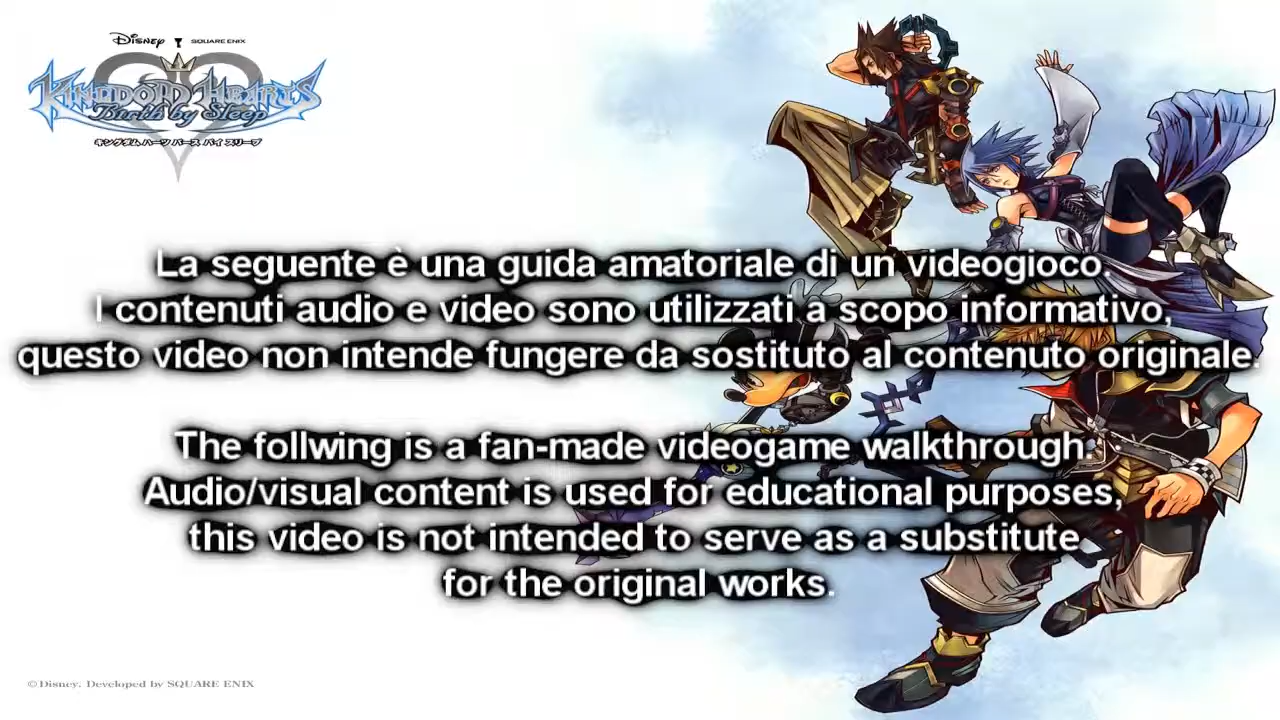 Disney SQUARE ENIX
KINGDOM HEARTS
Birth by Sleep
キングダム ハーツ バース バイ スリープ
La seguente è una guida amatoriale di un videogioco.
I contenuti audio e video sono utilizzati a scopo informativo,
questo video non intende fungere da sostituto al contenuto originale.
The follwing is a fan-made videogame walkthrough.
Audio/visual content is used for educational purposes,
this video is not intended to serve as a substitute
for the original works.
©Disney. Developed by SQUARE ENIX